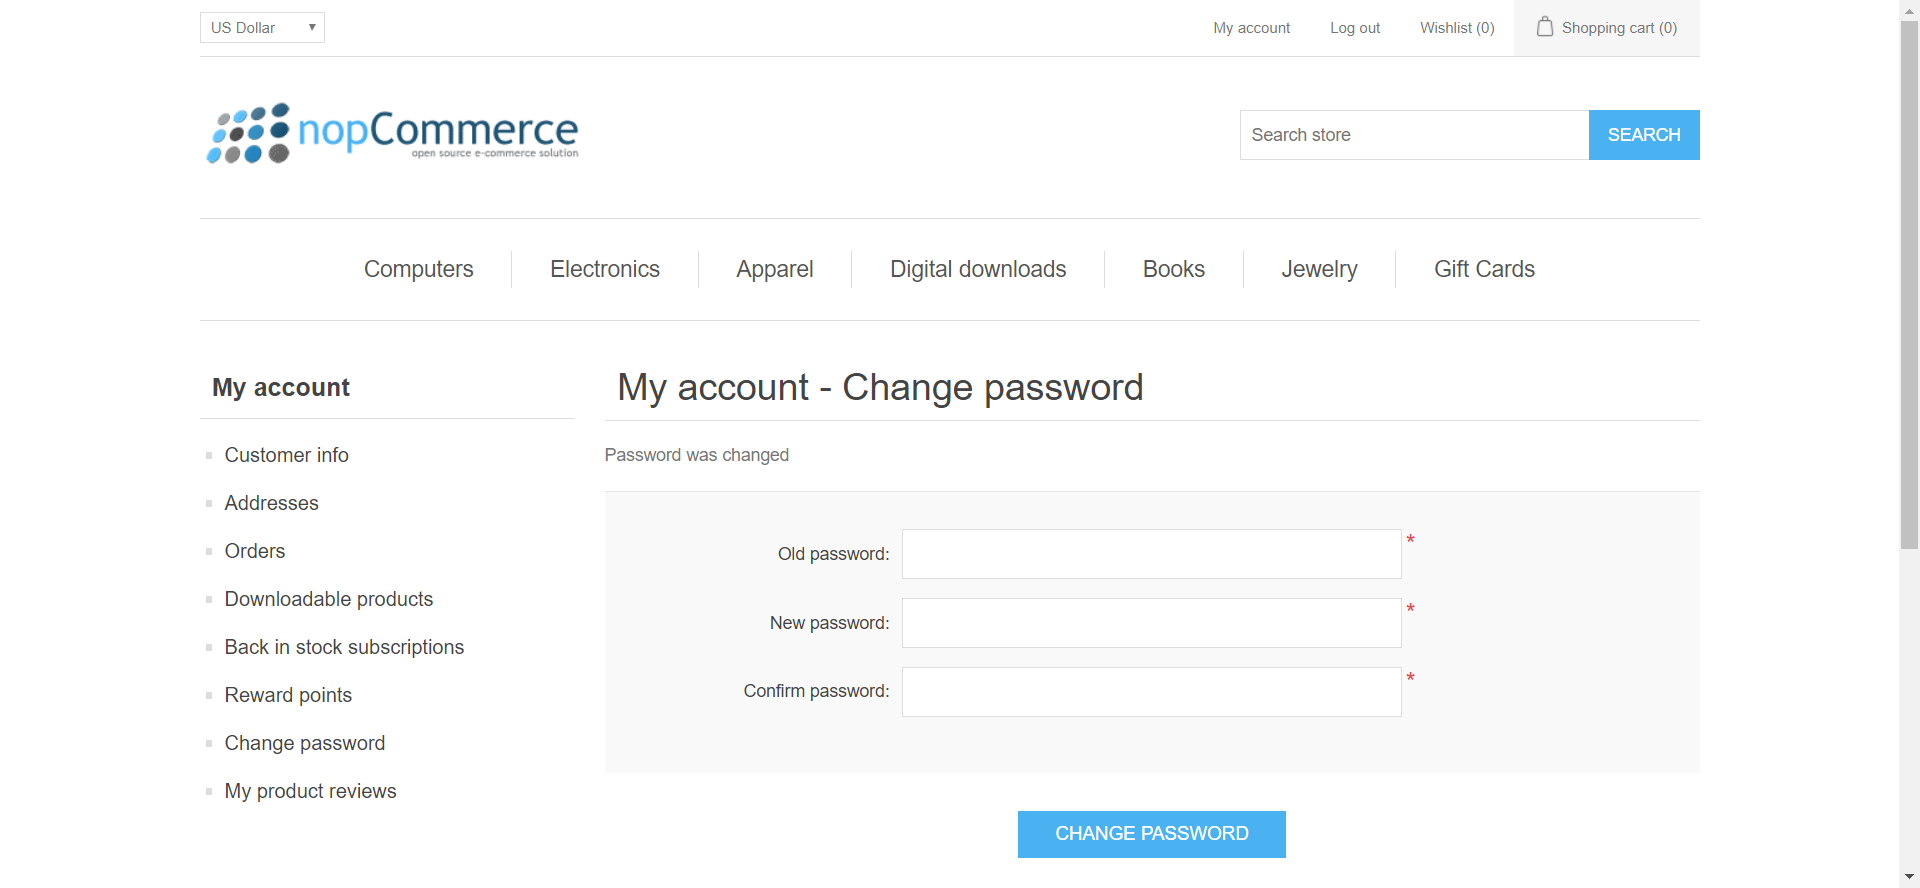 US Dollar
My account
Log out
Wishlist (0)
Shopping cart (0)
nopCommerce
open source e-commerce solution
Search store
SEARCH
Computers
Electronics
Apparel
Digital downloads
Books
Jewelry
Gift Cards
My account
Customer info
Addresses
Orders
Downloadable products
Back in stock subscriptions
Reward points
Change password
My product reviews
My account - Change password
Password was changed
Old password: *
New password: *
Confirm password: *
CHANGE PASSWORD